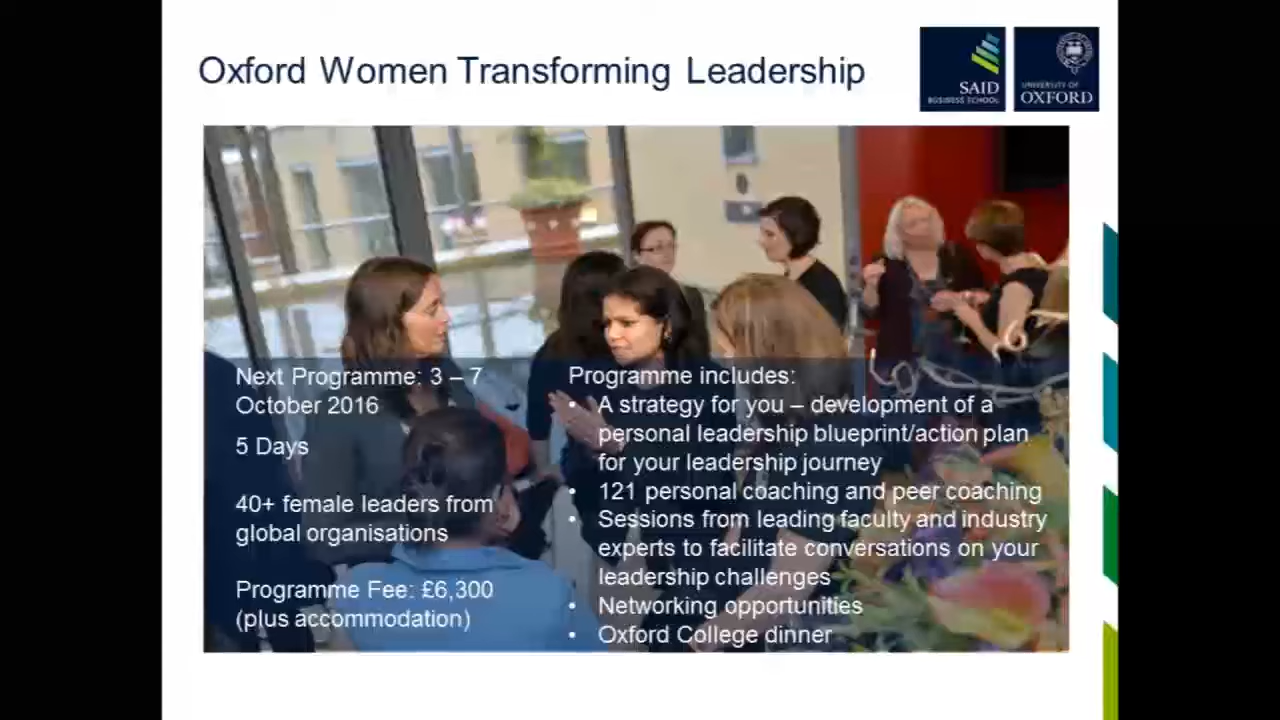 Oxford Women Transforming Leadership
SAID
BUSINESS SCHOOL
UNIVERSITY OF
OXFORD
Next Programme: 3 – 7
October 2016
5 Days
40+ female leaders from
global organisations
Programme Fee: £6,300
(plus accommodation)
Programme includes:
• A strategy for you – development of a
personal leadership blueprint/action plan
for your leadership journey
• 121 personal coaching and peer coaching
• Sessions from leading faculty and industry
experts to facilitate conversations on your
leadership challenges
• Networking opportunities
• Oxford College dinner